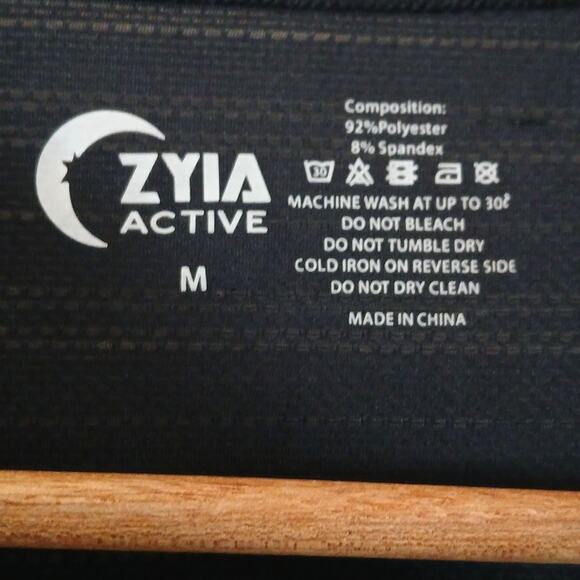 ZYIA
ACTIVE
M
Composition:
92%Polyester
8% Spandex
30
MACHINE WASH AT UP TO 30℃
DO NOT BLEACH
DO NOT TUMBLE DRY
COLD IRON ON REVERSE SIDE
DO NOT DRY CLEAN
MADE IN CHINA